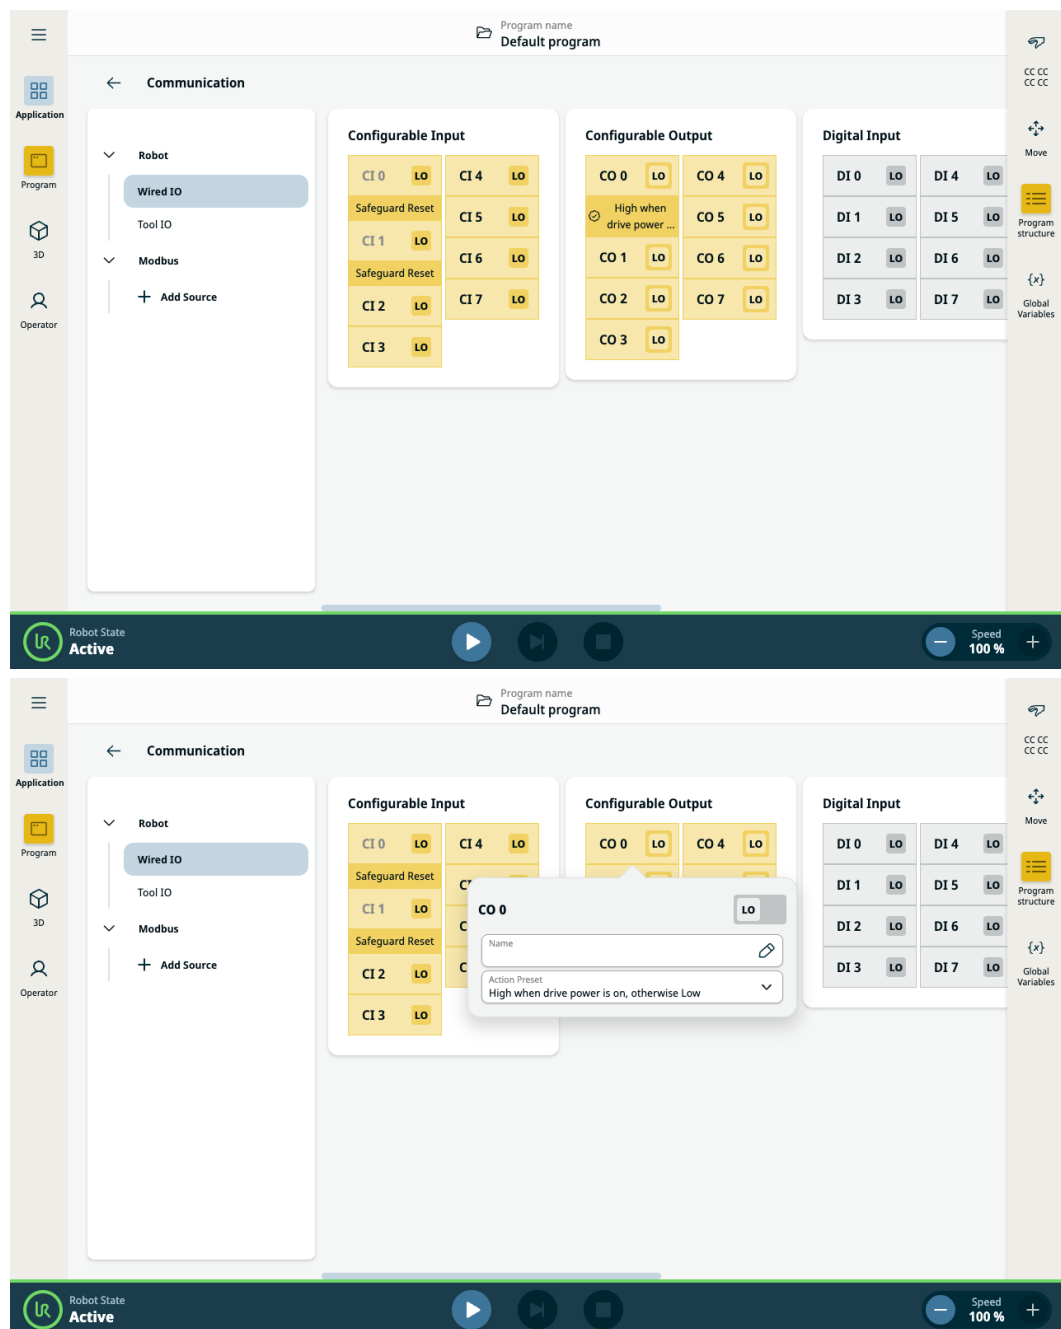 Program name
Default program
Application
Program
3D
Operator
Communication
Robot
Wired IO
Tool IO
Modbus
Add Source
Configurable Input
CI 0 LO CI 4 LO
Safeguard Reset
CI 5 LO
CI 1 LO
CI 6 LO
Safeguard Reset
CI 2 LO
CI 7 LO
CI 3 LO
Configurable Output
CO 0 LO CO 4 LO
High when
drive power ...
CO 5 LO
CO 1 LO CO 6 LO
CO 2 LO CO 7 LO
CO 3 LO
Digital Input
DI 0 LO DI 4 LO
DI 1 LO DI 5 LO
DI 2 LO DI 6 LO
DI 3 LO DI 7 LO
CC CC
CC CC
Move
Program
structure
{x}
Global
Variables
UR
Robot State
Active
Speed
100 %
Program name
Default program
Application
Program
3D
Operator
Communication
Robot
Wired IO
Tool IO
Modbus
Add Source
Configurable Input
CI 0 LO CI 4 LO
Safeguard Reset
CI 1 LO
Safeguard Reset
CI 2 LO
CI 3 LO
Configurable Output
CO 0 LO CO 4 LO
CO 0
LO
Name
Action Preset
High when drive power is on, otherwise Low
Digital Input
DI 0 LO DI 4 LO
DI 1 LO DI 5 LO
DI 2 LO DI 6 LO
DI 3 LO DI 7 LO
CC CC
CC CC
Move
Program
structure
{x}
Global
Variables
UR
Robot State
Active
Speed
100 %